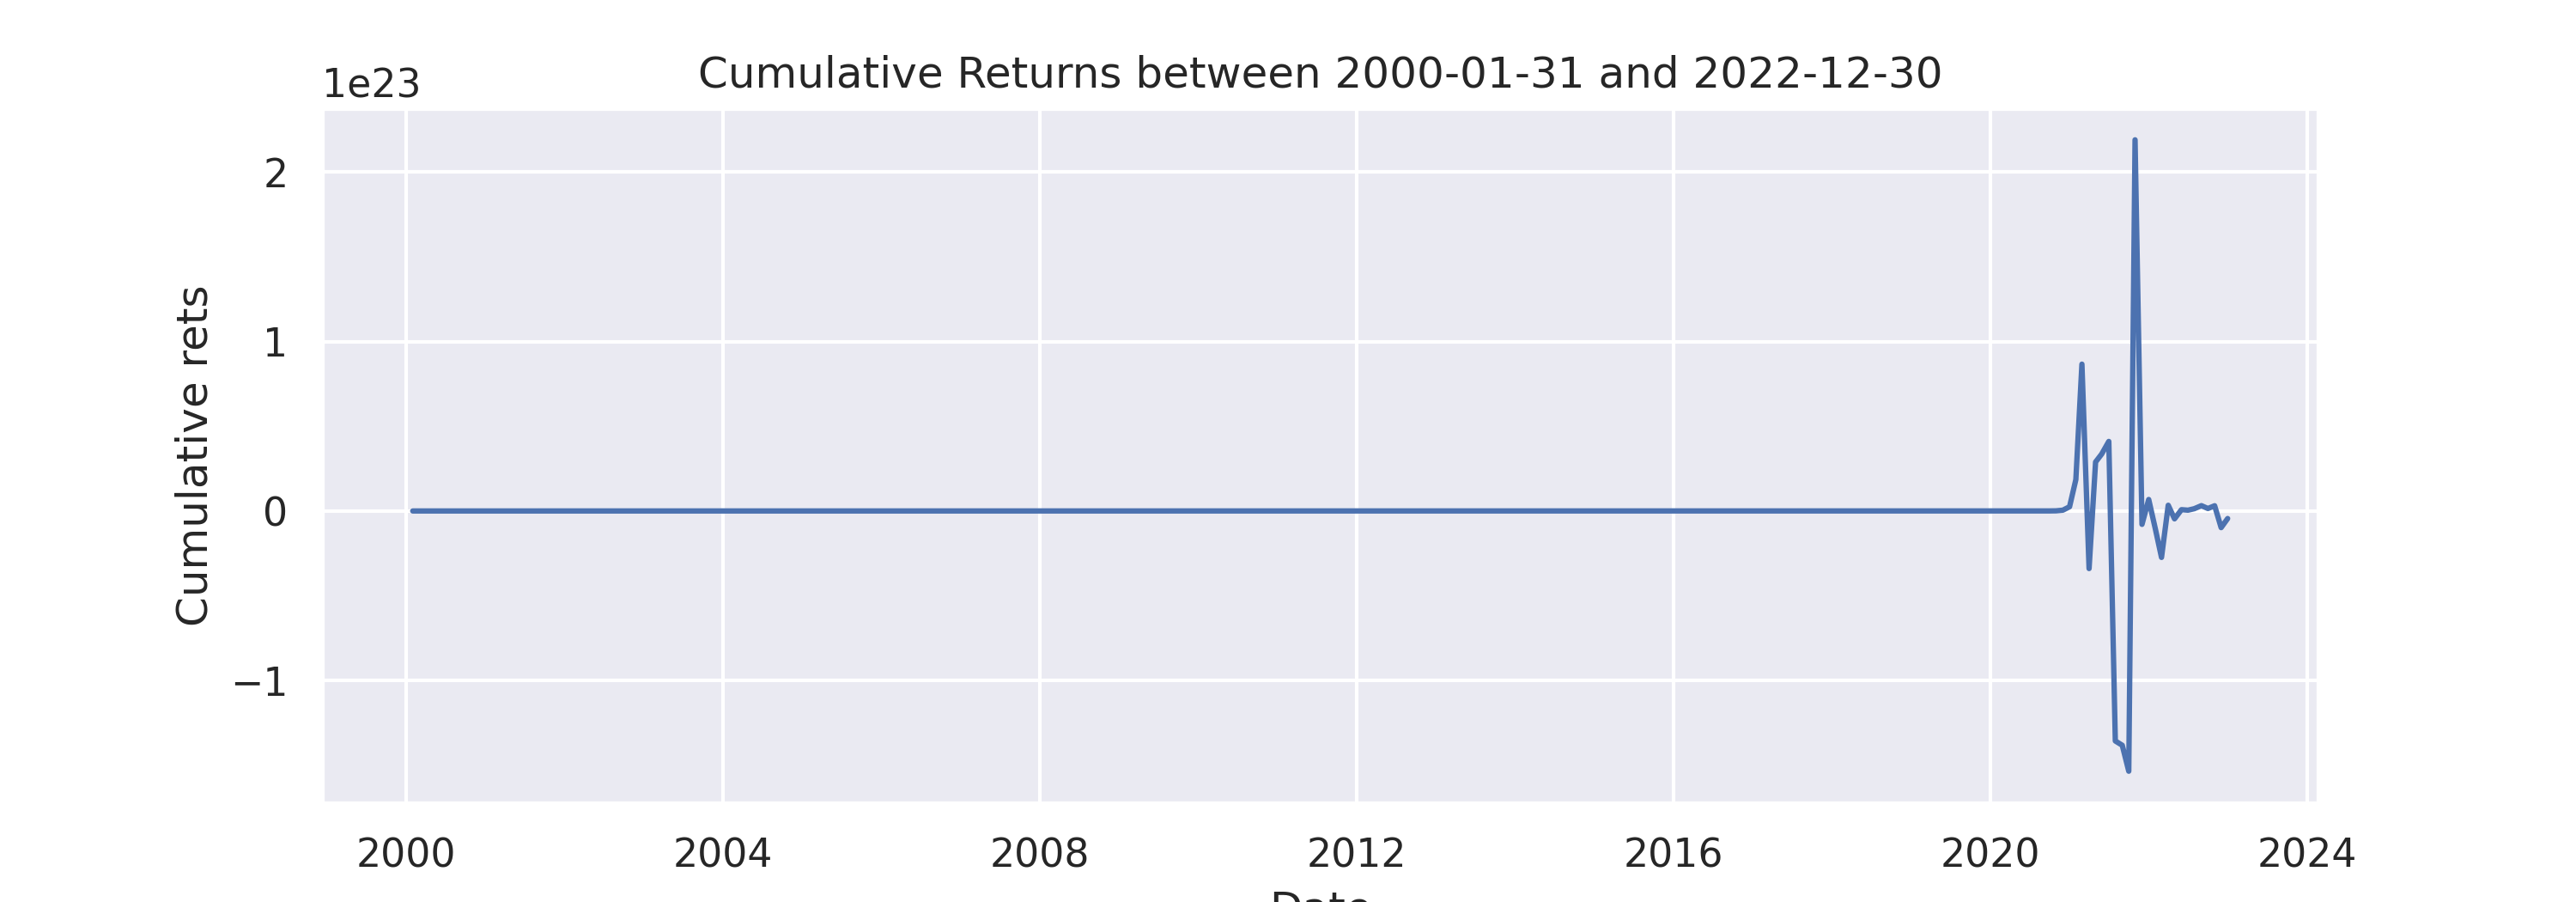 Cumulative Returns between 2000-01-31 and 2022-12-30
1e23
2
1
0
−1
Cumulative rets
2000 2004 2008 2012 2016 2020 2024
Date